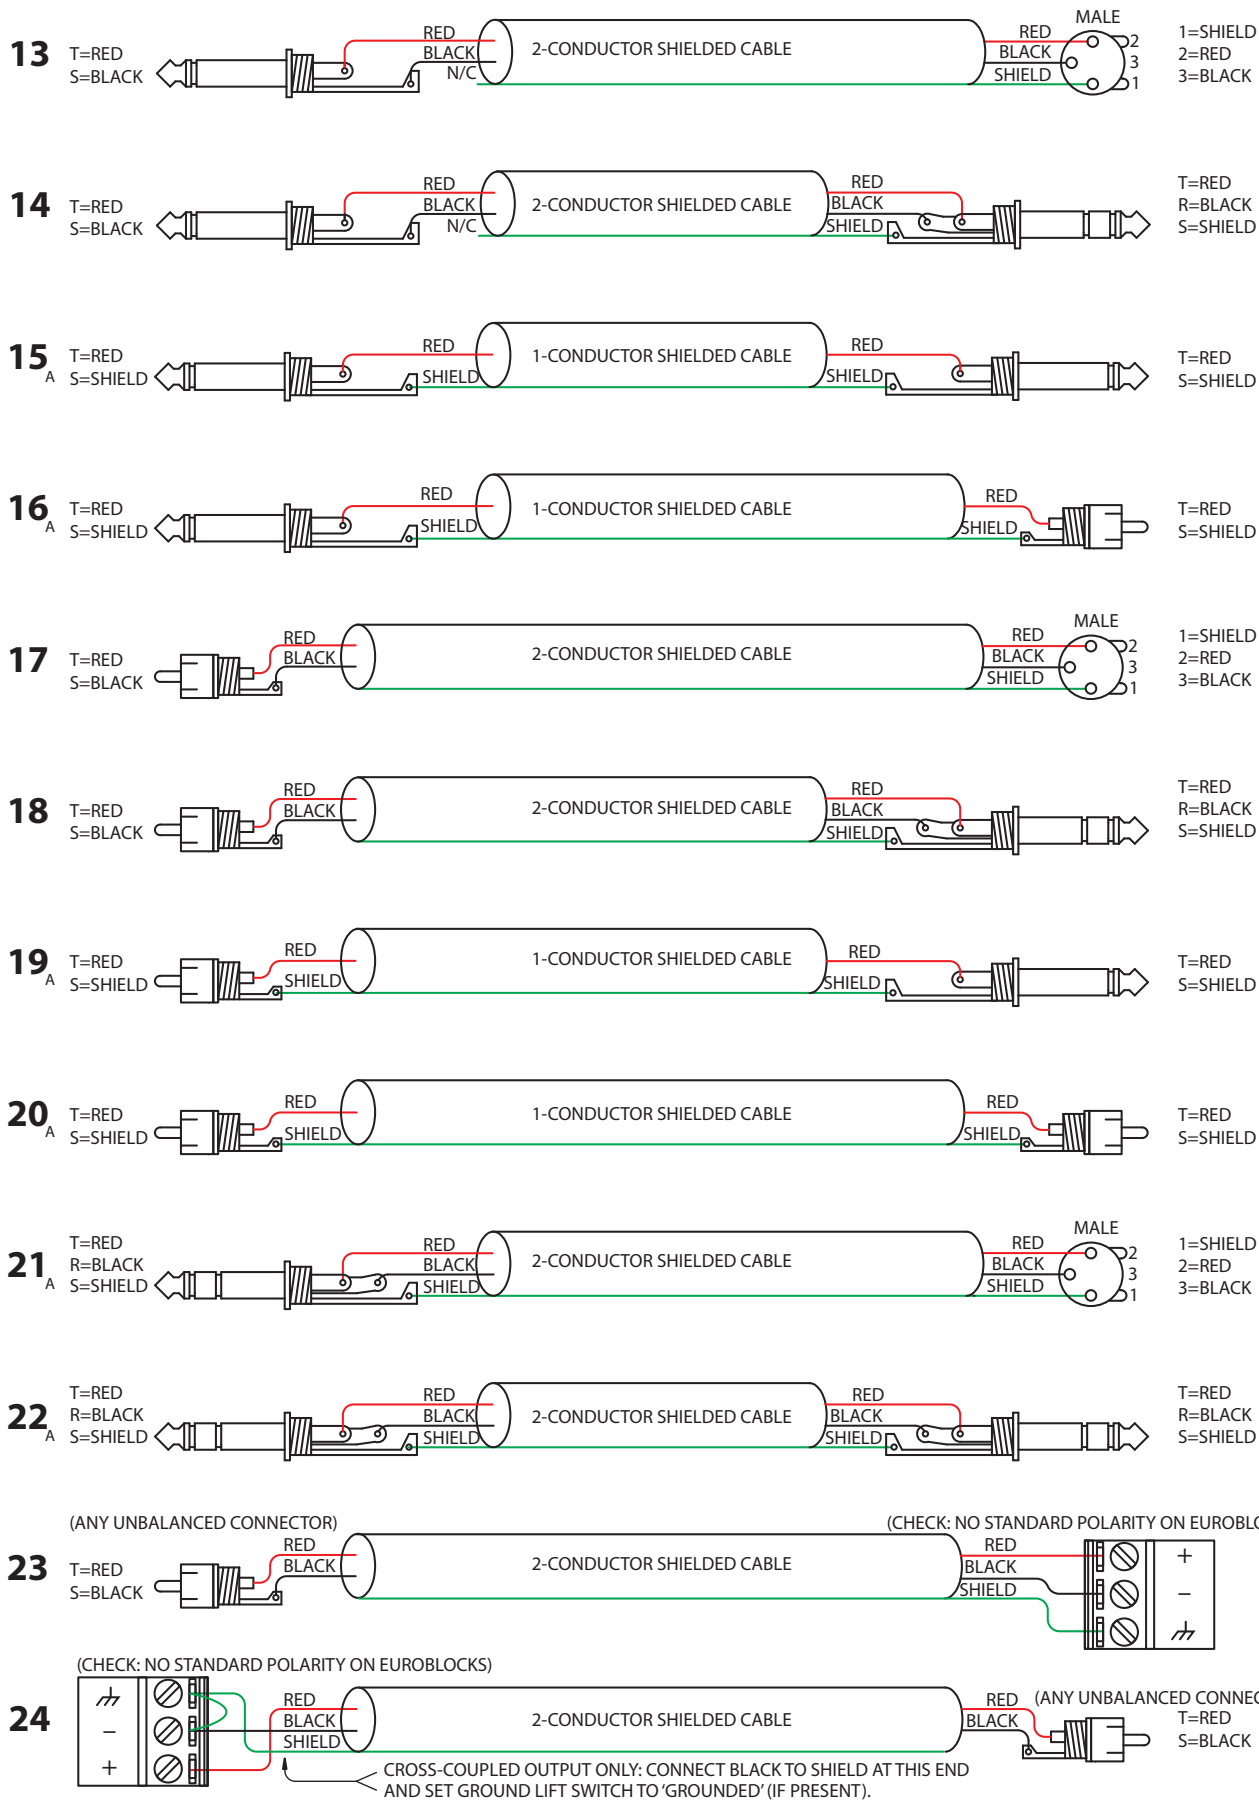 13
T=RED
S=BLACK
RED
BLACK
N/C
2-CONDUCTOR SHIELDED CABLE
RED
BLACK
SHIELD
MALE
2
3
1
1=SHIELD
2=RED
3=BLACK
14
T=RED
S=BLACK
RED
BLACK
N/C
2-CONDUCTOR SHIELDED CABLE
RED
BLACK
SHIELD
T=RED
R=BLACK
S=SHIELD
15
A
T=RED
S=SHIELD
RED
SHIELD
1-CONDUCTOR SHIELDED CABLE
RED
SHIELD
T=RED
S=SHIELD
16
A
T=RED
S=SHIELD
RED
SHIELD
1-CONDUCTOR SHIELDED CABLE
RED
SHIELD
T=RED
S=SHIELD
17
T=RED
S=BLACK
RED
BLACK
2-CONDUCTOR SHIELDED CABLE
RED
BLACK
SHIELD
MALE
2
3
1
1=SHIELD
2=RED
3=BLACK
18
T=RED
S=BLACK
RED
BLACK
2-CONDUCTOR SHIELDED CABLE
RED
BLACK
SHIELD
T=RED
R=BLACK
S=SHIELD
19
A
T=RED
S=SHIELD
RED
SHIELD
1-CONDUCTOR SHIELDED CABLE
RED
SHIELD
T=RED
S=SHIELD
20
A
T=RED
S=SHIELD
RED
SHIELD
1-CONDUCTOR SHIELDED CABLE
RED
SHIELD
T=RED
S=SHIELD
21
A
T=RED
R=BLACK
S=SHIELD
RED
BLACK
SHIELD
2-CONDUCTOR SHIELDED CABLE
RED
BLACK
SHIELD
MALE
2
3
1
1=SHIELD
2=RED
3=BLACK
22
A
T=RED
R=BLACK
S=SHIELD
RED
BLACK
SHIELD
2-CONDUCTOR SHIELDED CABLE
RED
BLACK
SHIELD
T=RED
R=BLACK
S=SHIELD
(ANY UNBALANCED CONNECTOR)
23
T=RED
S=BLACK
RED
BLACK
2-CONDUCTOR SHIELDED CABLE
(CHECK: NO STANDARD POLARITY ON EUROBLO
RED
BLACK
SHIELD
+
−
(CHECK: NO STANDARD POLARITY ON EUROBLOCKS)
24
−
+
RED
BLACK
SHIELD
2-CONDUCTOR SHIELDED CABLE
RED
BLACK
(ANY UNBALANCED CONNEC
T=RED
S=BLACK
CROSS-COUPLED OUTPUT ONLY: CONNECT BLACK TO SHIELD AT THIS END
AND SET GROUND LIFT SWITCH TO 'GROUNDED' (IF PRESENT).